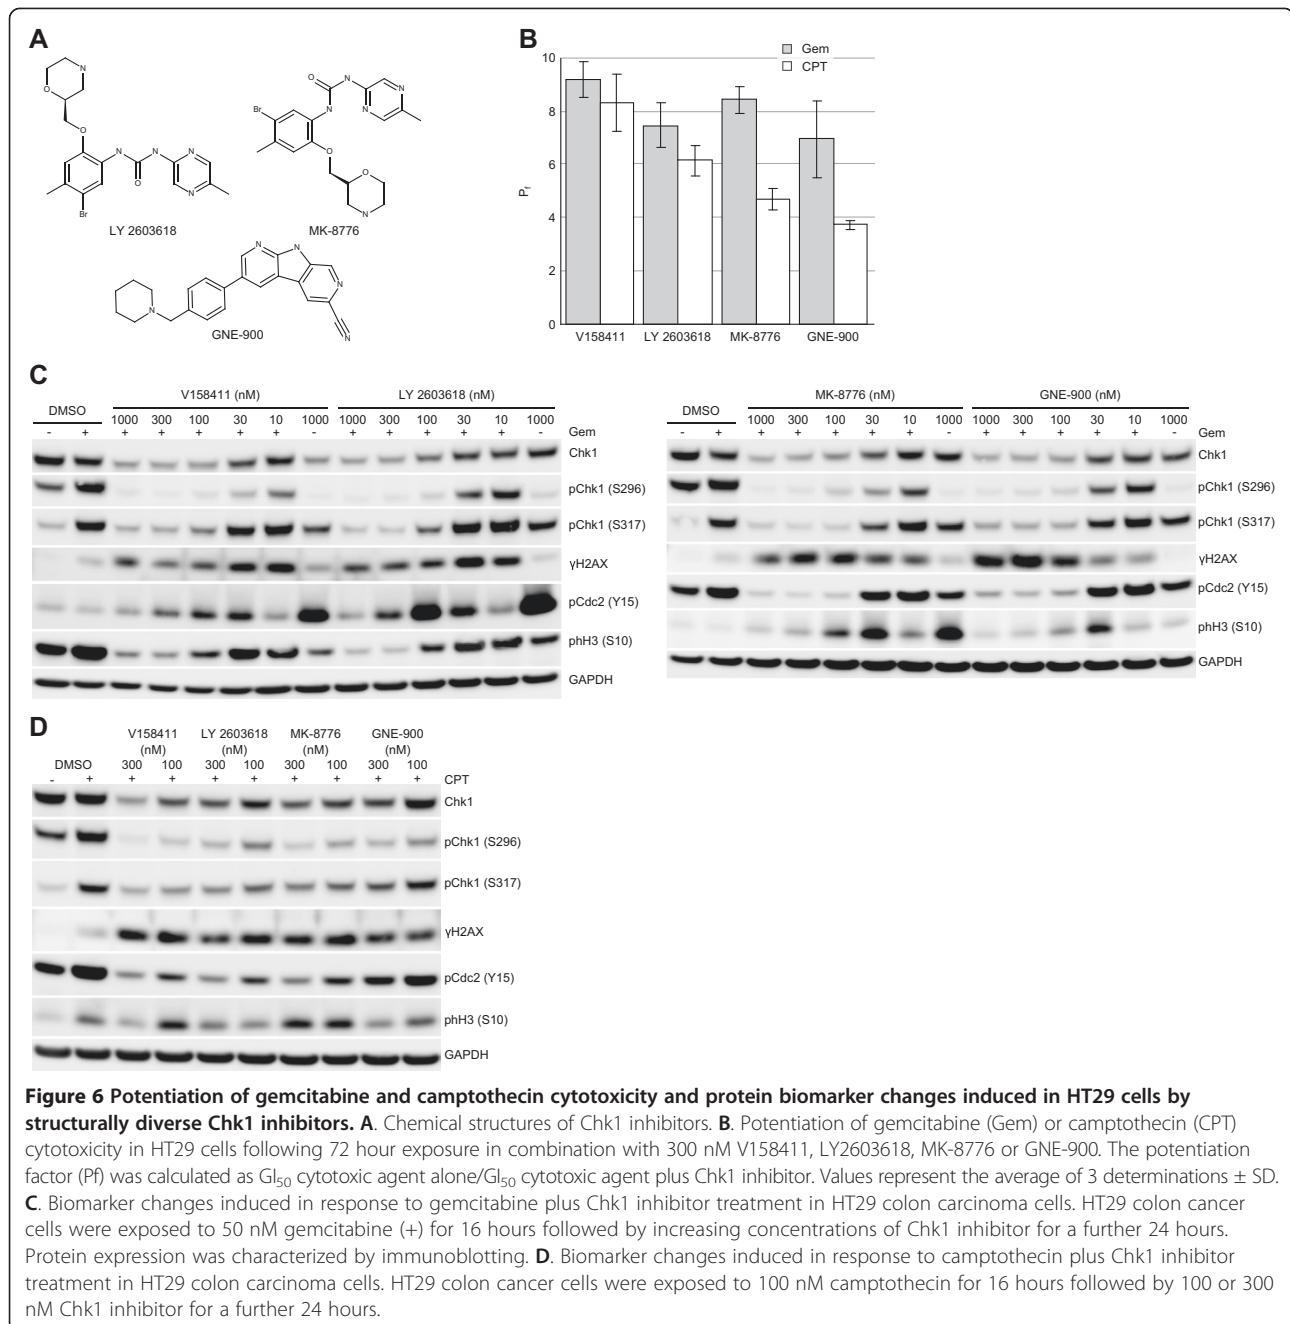 A
N
O
O
NH
NH
O
N
N
Br
LY 2603618
O
NH
Br
NH
N
N
O
O
N
MK-8776
N
N
N
N
N
GNE-900
B
Gem
CPT
10
8
6
4
2
0
Pf
V158411 LY 2603618 MK-8776 GNE-900
C
V158411 (nM) LY 2603618 (nM)
DMSO 1000 300 100 30 10 1000 1000 300 100 30 10 1000
- + + + + + + - + + + + + - Gem
Chk1
pChk1 (S296)
pChk1 (S317)
γH2AX
pCdc2 (Y15)
phH3 (S10)
GAPDH
MK-8776 (nM) GNE-900 (nM)
DMSO 1000 300 100 30 10 1000 1000 300 100 30 10 1000
- + + + + + + - + + + + + - Gem
Chk1
pChk1 (S296)
pChk1 (S317)
γH2AX
pCdc2 (Y15)
phH3 (S10)
GAPDH
D
V158411 LY 2603618 MK-8776 GNE-900
(nM) (nM) (nM) (nM)
DMSO 300 100 300 100 300 100 300 100
- + + + + + + + + + CPT
Chk1
pChk1 (S296)
pChk1 (S317)
γH2AX
pCdc2 (Y15)
phH3 (S10)
GAPDH
Figure 6 Potentiation of gemcitabine and camptothecin cytotoxicity and protein biomarker changes induced in HT29 cells by
structurally diverse Chk1 inhibitors. A. Chemical structures of Chk1 inhibitors. B. Potentiation of gemcitabine (Gem) or camptothecin (CPT)
cytotoxicity in HT29 cells following 72 hour exposure in combination with 300 nM V158411, LY2603618, MK-8776 or GNE-900. The potentiation
factor (Pf) was calculated as GI50 cytotoxic agent alone/GI50 cytotoxic agent plus Chk1 inhibitor. Values represent the average of 3 determinations ± SD.
C. Biomarker changes induced in response to gemcitabine plus Chk1 inhibitor treatment in HT29 colon carcinoma cells. HT29 colon cancer
cells were exposed to 50 nM gemcitabine (+) for 16 hours followed by increasing concentrations of Chk1 inhibitor for a further 24 hours.
Protein expression was characterized by immunoblotting. D. Biomarker changes induced in response to camptothecin plus Chk1 inhibitor
treatment in HT29 colon carcinoma cells. HT29 colon cancer cells were exposed to 100 nM camptothecin for 16 hours followed by 100 or 300
nM Chk1 inhibitor for a further 24 hours.